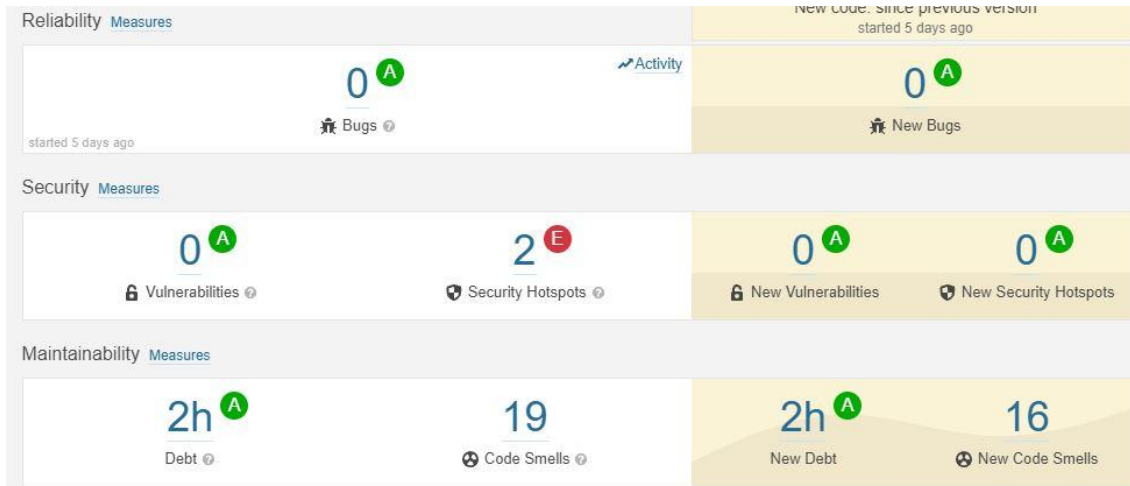 New code: since previous version
Reliability Measures
started 5 days ago
Activity
0 A
0 A
Bugs
New Bugs
started 5 days ago
Security Measures
0 A
2 E
0 A
0 A
Vulnerabilities
Security Hotspots
New Vulnerabilities
New Security Hotspots
Maintainability Measures
2h A
19
2h A
16
Debt
Code Smells
New Debt
New Code Smells